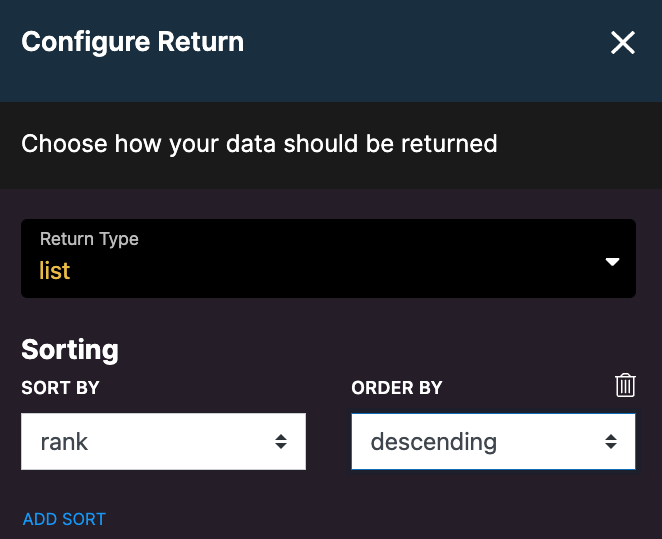 Configure Return
Choose how your data should be returned
Return Type
list
Sorting
SORT BY
ORDER BY
rank
descending
ADD SORT